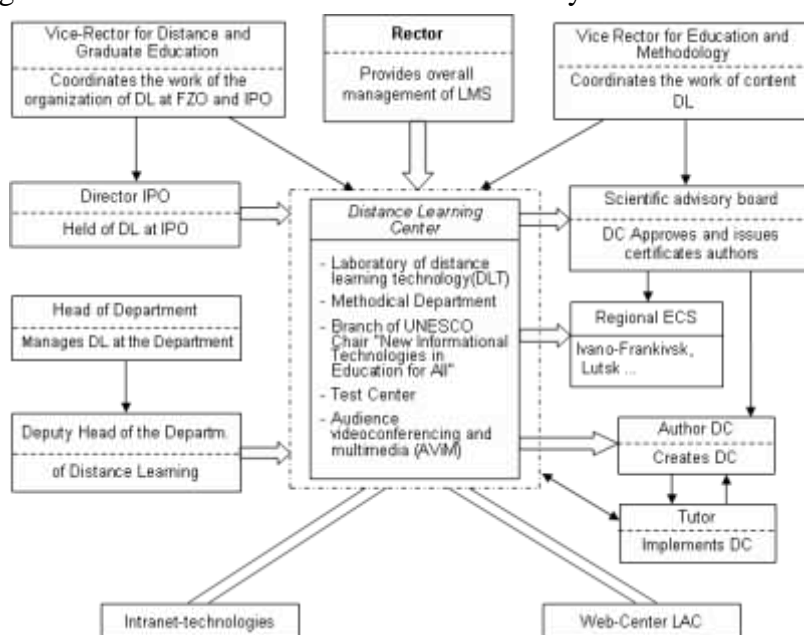 Vice-Rector for Distance and
Graduate Education
Coordinates the work of the
organization of DL at FZO and IPO
Rector
Provides overall
management of LMS
Vice Rector for Education and
Methodology
Coordinates the work of content
DL
Director IPO
Held of DL at IPO
Distance Learning
Center
- Laboratory of distance
learning technology(DLT)
- Methodical Department
- Branch of UNESCO
Chair "New Informational
Technologies in
Education for All"
- Test Center
- Audience
videoconferencing and
multimedia (AViM)
Scientific advisory board
DC Approves and issues
certificates authors
Head of Department
Manages DL at the Department
Regional ECS
Ivano-Frankivsk,
Lutsk ...
Deputy Head of the Departm.
of Distance Learning
Author DC
Creates DC
Tutor
Implements DC
Intranet-technologies
Web-Center LAC